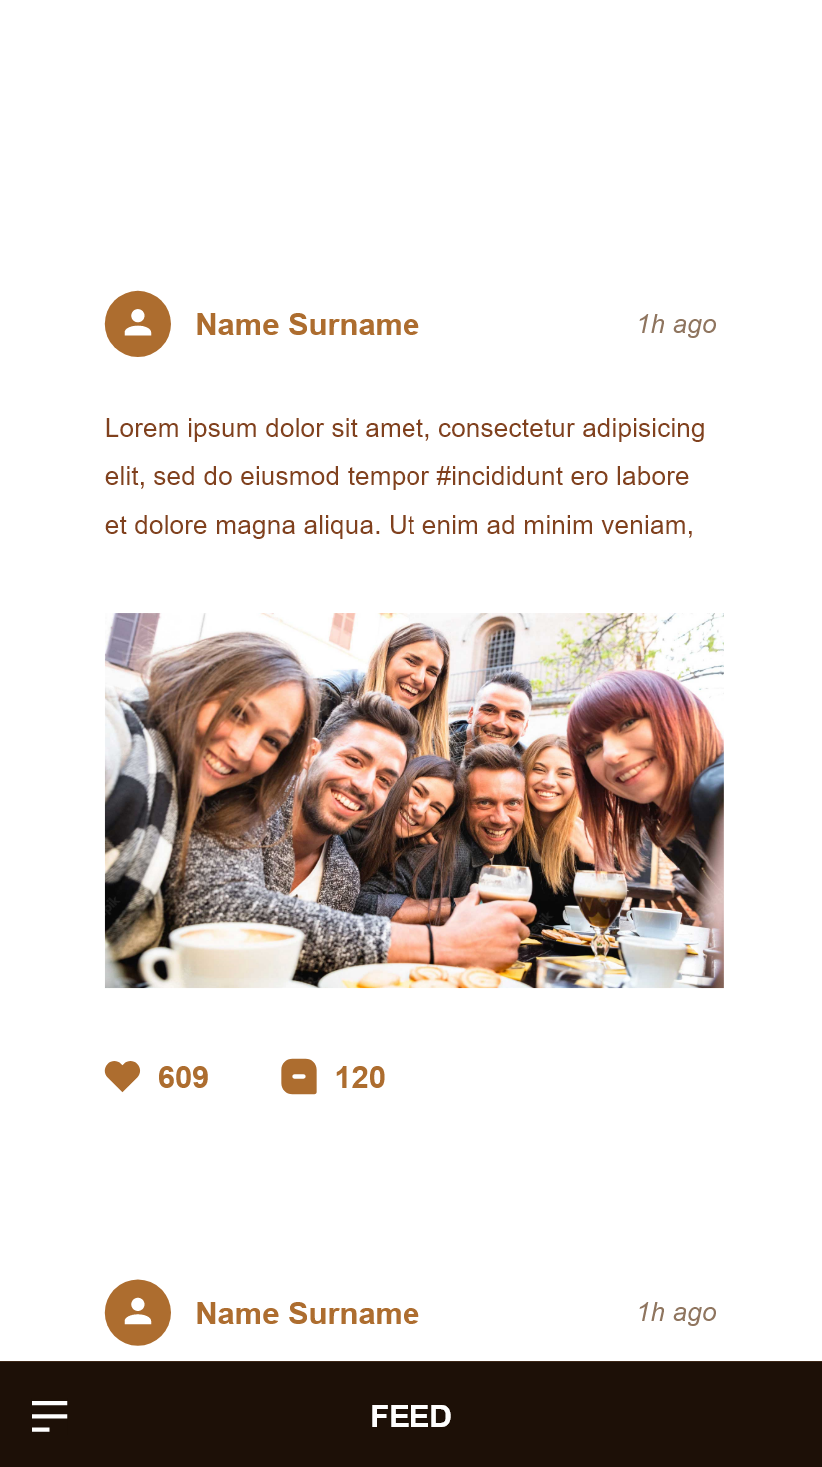 Name Surname 1h ago
Lorem ipsum dolor sit amet, consectetur adipisicing
elit, sed do eiusmod tempor #incididunt ero labore
et dolore magna aliqua. Ut enim ad minim veniam,
609 120
Name Surname 1h ago
FEED